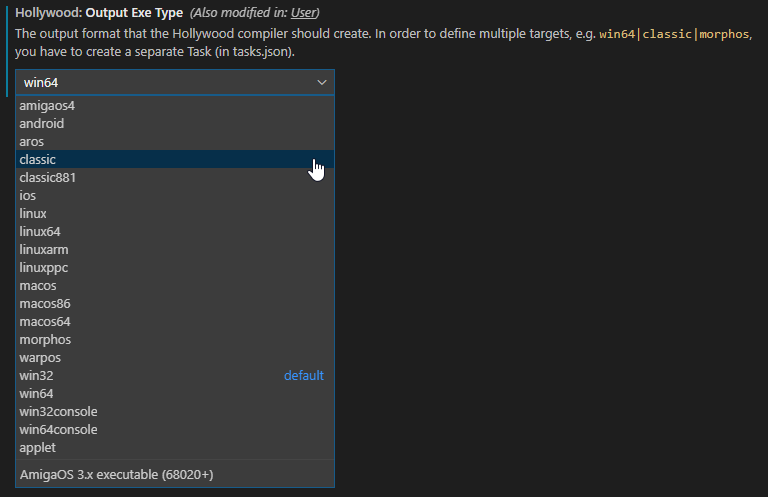 Hollywood: Output Exe Type (Also modified in: User)
The output format that the Hollywood compiler should create. In order to define multiple targets, e.g. win64|classic|morphos,
you have to create a separate Task (in tasks.json).
win64
amigaos4
android
aros
classic
classic881
ios
linux
linux64
linuxarm
linuxppc
macos
macos86
macos64
morphos
warpos
win32 default
win64
win32console
win64console
applet
AmigaOS 3.x executable (68020+)